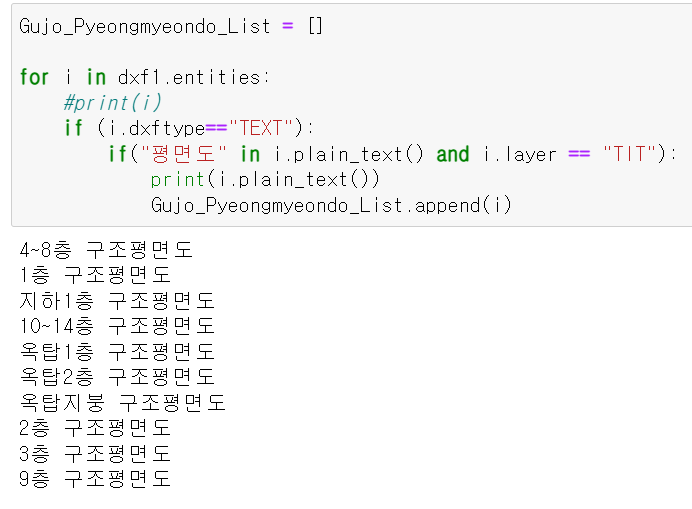 Gujo_Pyeongmyeondo_List = []
for i in dxf1.entities:
    #print(i)
    if (i.dxftype=="TEXT"):
        if("평면도" in i.plain_text() and i.layer == "TIT"):
            print(i.plain_text())
            Gujo_Pyeongmyeondo_List.append(i)
4~8층 구조평면도
1층 구조평면도
지하1층 구조평면도
10~14층 구조평면도
옥탑1층 구조평면도
옥탑2층 구조평면도
옥탑지붕 구조평면도
2층 구조평면도
3층 구조평면도
9층 구조평면도